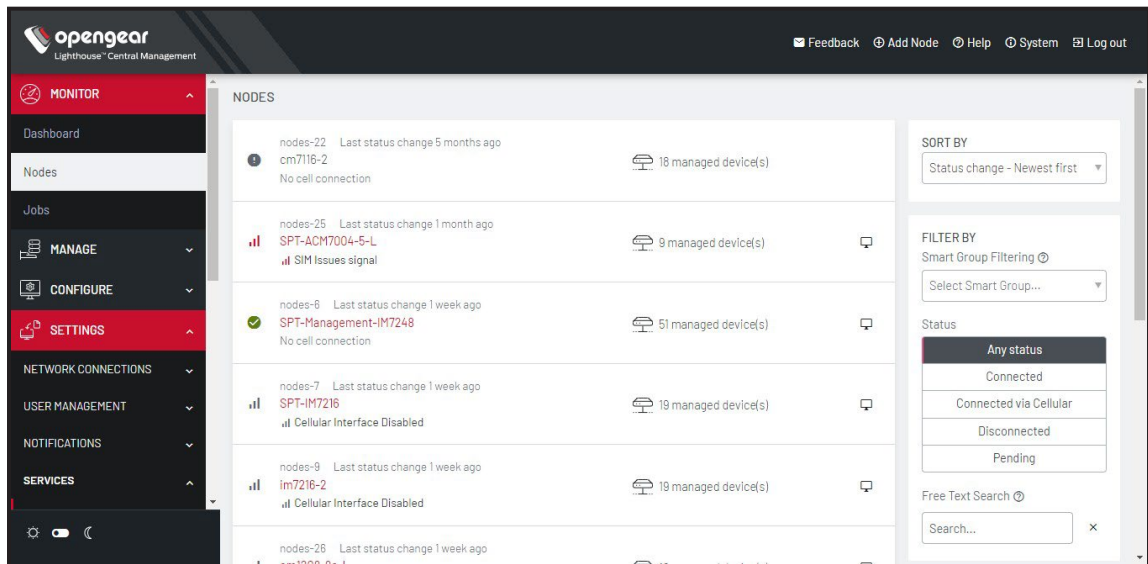 opengear
Lighthouse™ Central Management
Feedback Add Node Help System Log out
MONITOR
Dashboard
Nodes
Jobs
MANAGE
CONFIGURE
SETTINGS
NETWORK CONNECTIONS
USER MANAGEMENT
NOTIFICATIONS
SERVICES
NODES
nodes-22 Last status change 5 months ago
cm7116-2
No cell connection
18 managed device(s)
nodes-25 Last status change 1 month ago
SPT-ACM7004-5-L
SIM Issues signal
9 managed device(s)
nodes-6 Last status change 1 week ago
SPT-Management-IM7248
No cell connection
51 managed device(s)
nodes-7 Last status change 1 week ago
SPT-IM7216
Cellular Interface Disabled
19 managed device(s)
nodes-9 Last status change 1 week ago
im7216-2
Cellular Interface Disabled
19 managed device(s)
nodes-26 Last status change 1 week ago
SORT BY
Status change - Newest first
FILTER BY
Smart Group Filtering
Select Smart Group...
Status
Any status
Connected
Connected via Cellular
Disconnected
Pending
Free Text Search
Search...